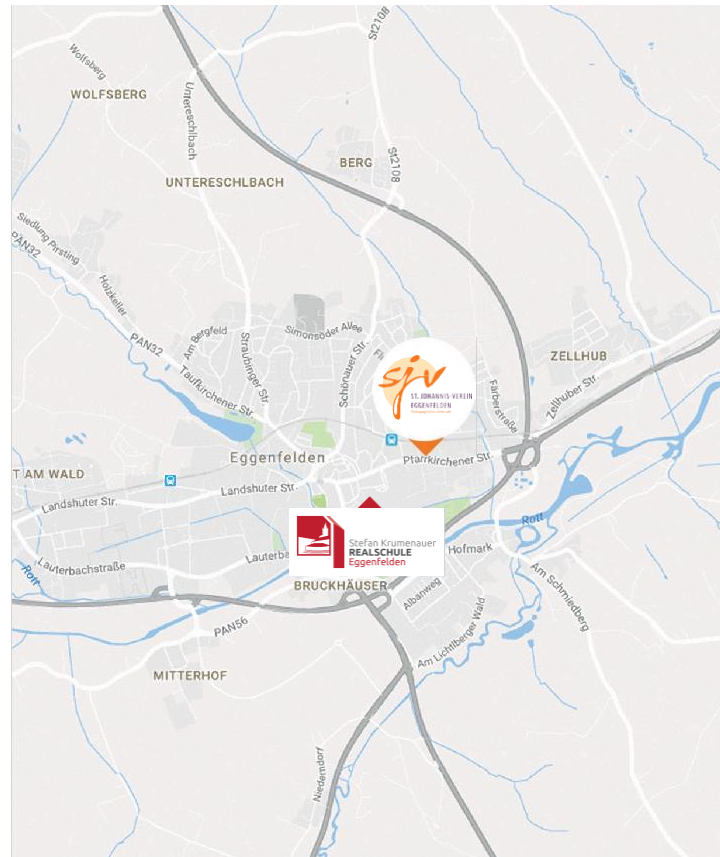 St2108
Wolfsberg
WOLFSBERG
Untereschlbach
BERG
St2108
UNTERESCHLBACH
Siedlung Pirsting
PAN32
Holzkeller
PAN32
Am Bergfeld
Simonsöder Allee
Straubinger Str.
Schönauer Str.
Taufkirchener Str.
ZELLHUB
Zellhuber Str.
Färberstraße
sjv
ST. JOHANNIS-VEREIN
EGGENFELDEN
Eggenfelden
Pfarrkirchener Str.
T AM WALD
Landshuter Str.
Landshuter Str.
Rott
Stefan Krumenauer
REALSCHULE
Eggenfelden
Lauterbachstraße
Lauterba
Hofmark
Rott
BRUCKHÄUSER
Albanweg
Am Schmiedberg
PAN56
Am Lichtlberger Wald
MITTERHOF
Niederndorf